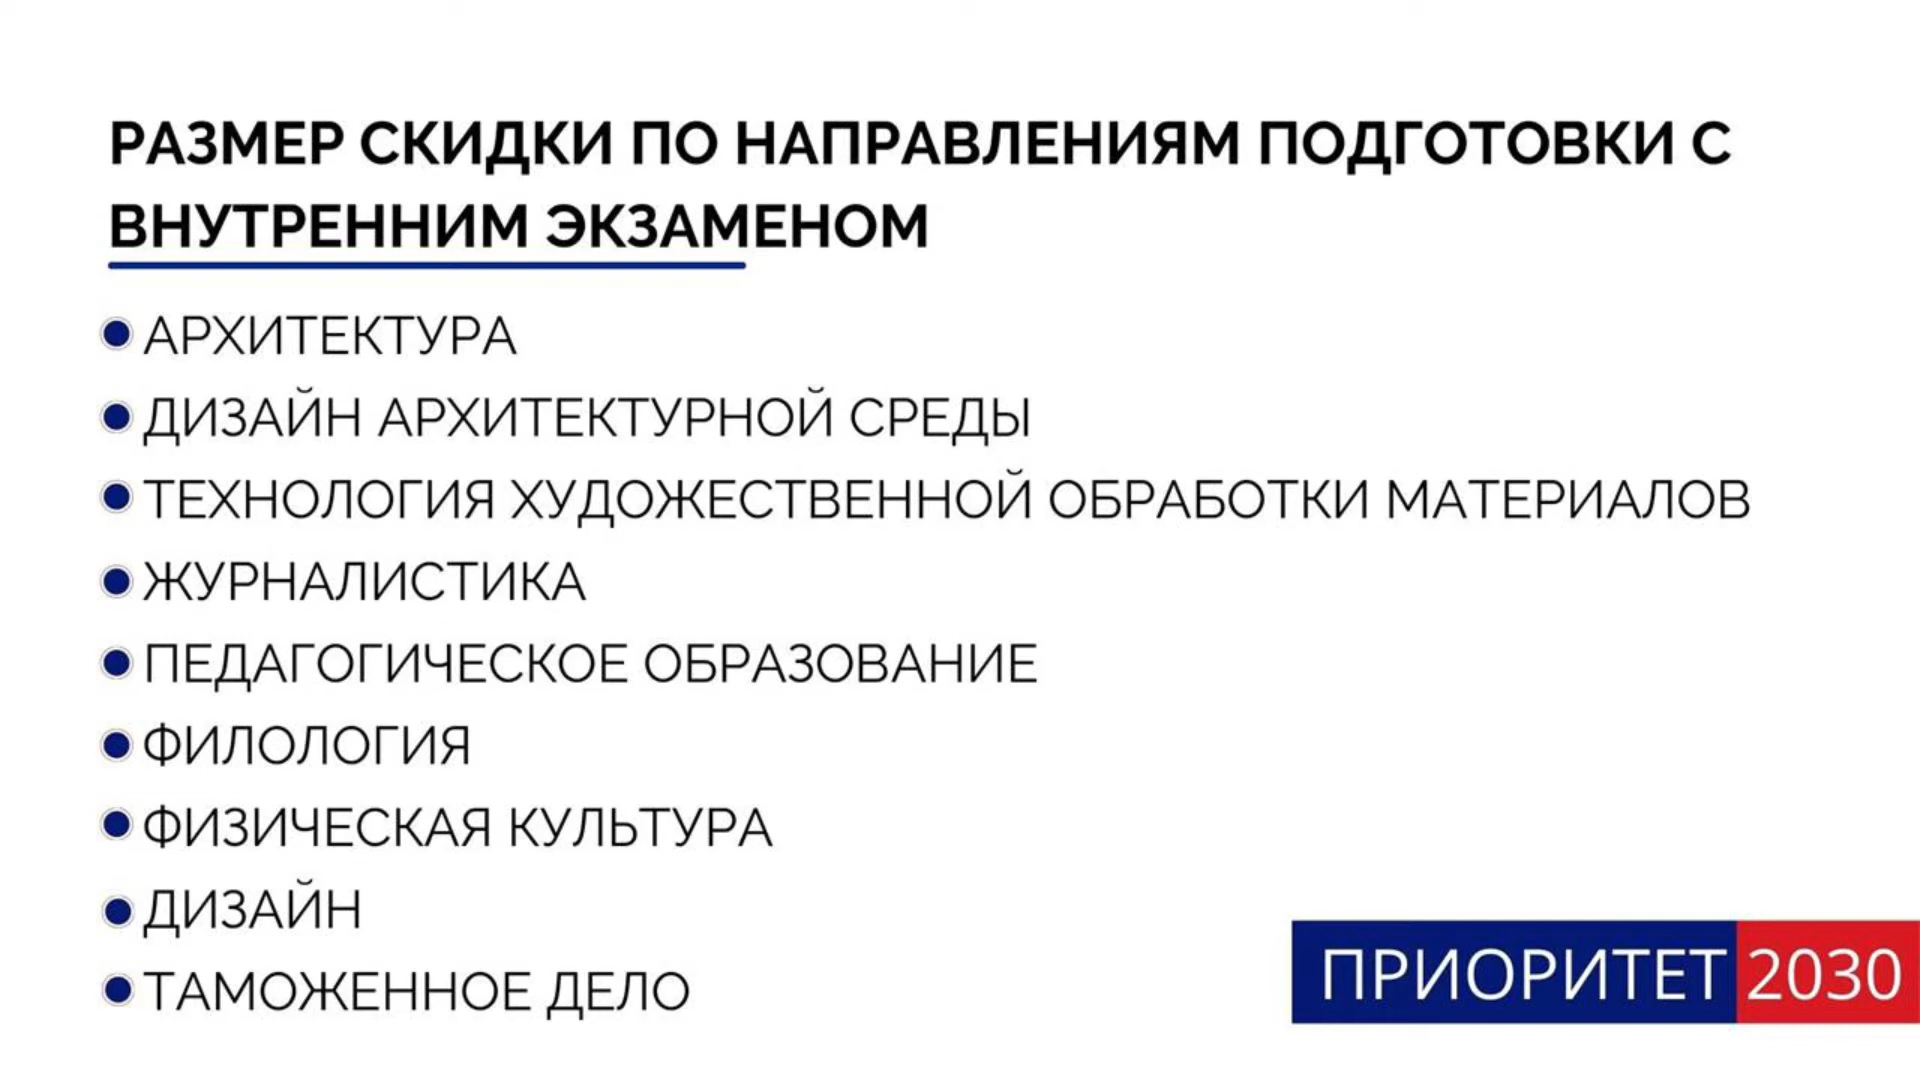 РАЗМЕР СКИДКИ ПО НАПРАВЛЕНИЯМ ПОДГОТОВКИ С
ВНУТРЕННИМ ЭКЗАМЕНОМ
АРХИТЕКТУРА
ДИЗАЙН АРХИТЕКТУРНОЙ СРЕДЫ
ТЕХНОЛОГИЯ ХУДОЖЕСТВЕННОЙ ОБРАБОТКИ МАТЕРИАЛОВ
ЖУРНАЛИСТИКА
ПЕДАГОГИЧЕСКОЕ ОБРАЗОВАНИЕ
ФИЛОЛОГИЯ
ФИЗИЧЕСКАЯ КУЛЬТУРА
ДИЗАЙН
ТАМОЖЕННОЕ ДЕЛО
ПРИОРИТЕТ 2030